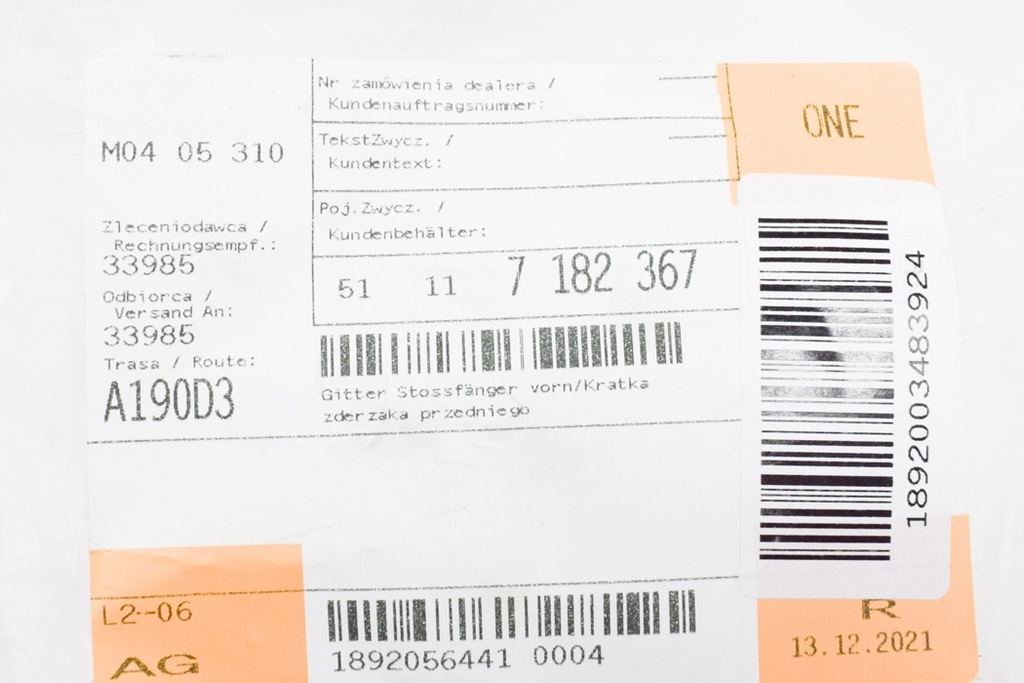 Nr zamówienia dealera /
Kundenauftragsnummer:
ONE
M04 05 310
TekstZwycz. /
Kundentext:
Poj.Zwycz. /
Kundenbehälter:
Zleceniodawca /
Rechnungsempf.:
33985
51 11 7 182 367
Odbiorca /
Versand An:
33985
Trasa / Route:
A190D3
Gitter Stossfänger vorn/Kratka
zderzaka przedniego
1892003483924
L2--06
AG
1892056441 0004
R
13.12.2021